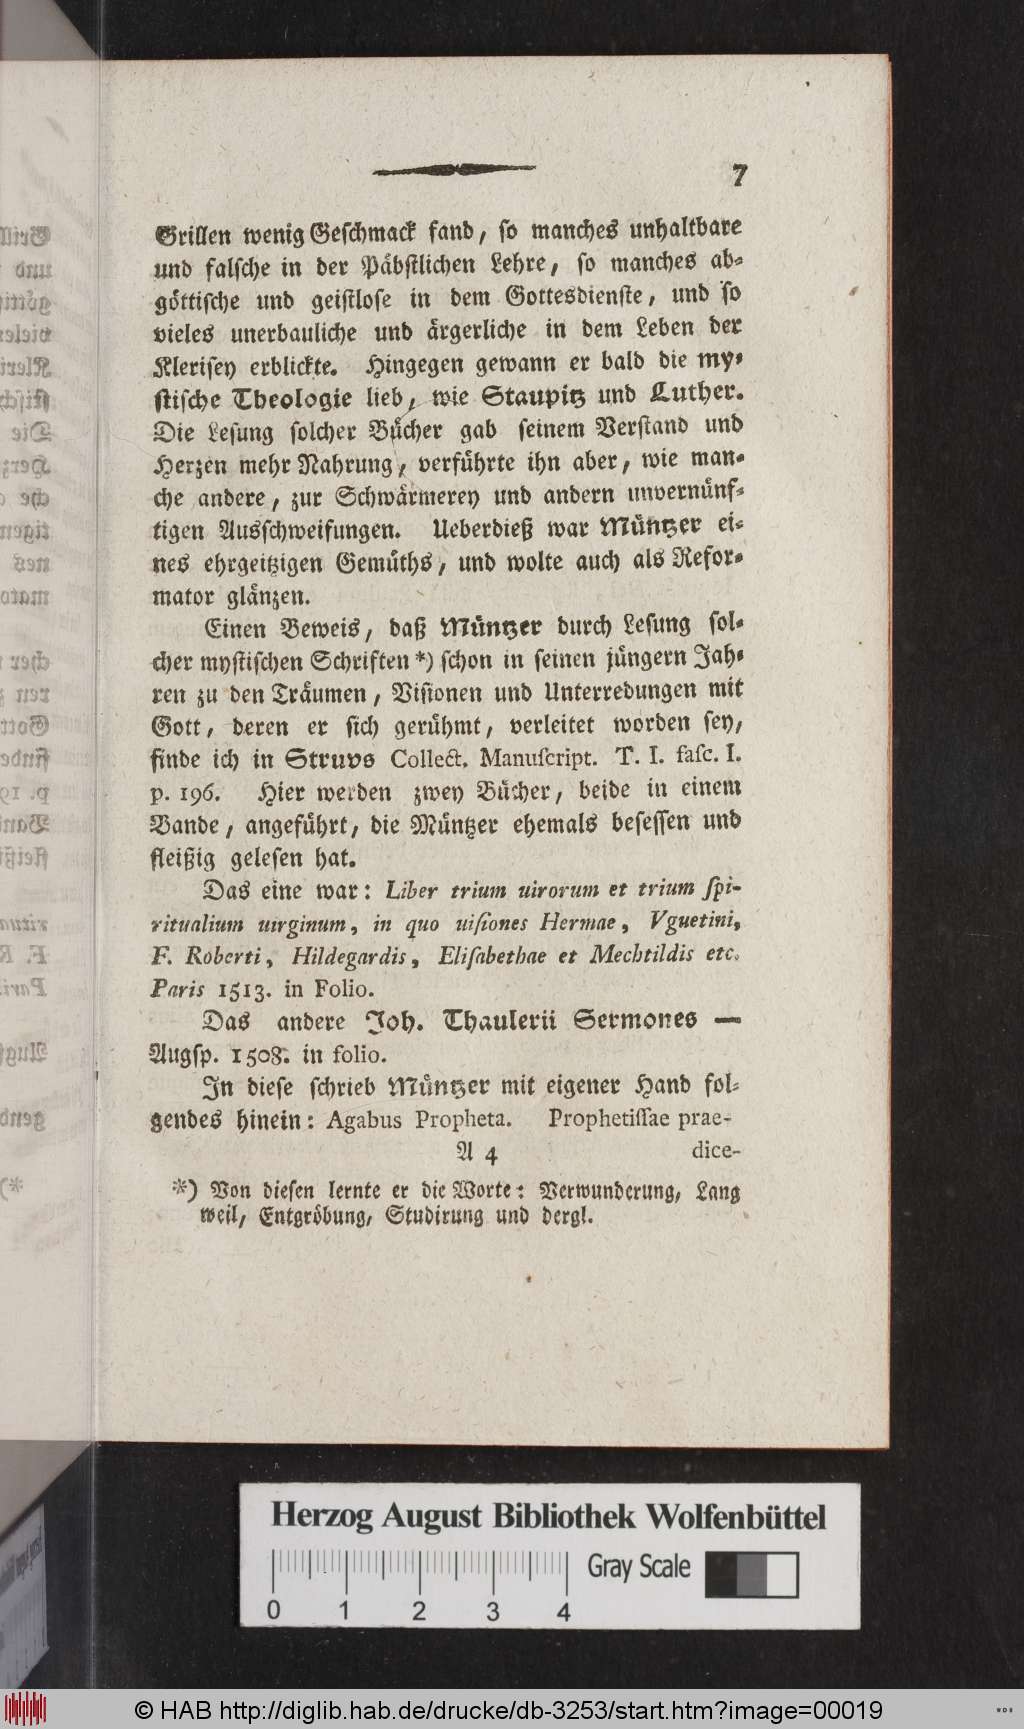 7
Grillen wenig Geschmack fand, so manches unhaltbare
und falsche in der Päbstlichen Lehre, so manches ab-
göttische und geistlose in dem Gottesdienste, und so
vieles unerbauliche und ärgerliche in dem Leben der
Klerisey erblickte. Hingegen gewann er bald die my-
stische Theologie lieb, wie Staupitz und Luther.
Die Lesung solcher Bücher gab seinem Verstand und
Herzen mehr Nahrung, verführte ihn aber, wie man-
che andere, zur Schwärmerey und andern unvernünf-
tigen Ausschweifungen. Ueberdieß war Müntzer ei-
nes ehrgeitzigen Gemüths, und wolte auch als Refor-
mator glänzen.
Einen Beweis, daß Müntzer durch Lesung sol-
cher mystischen Schriften *) schon in seinen jüngern Jah-
ren zu den Träumen, Visionen und Unterredungen mit
Gott, deren er sich gerühmt, verleitet worden sey,
finde ich in Struvs Collect. Manuſcript. T. I. faſc. I.
p. 196. Hier werden zwey Bücher, beide in einem
Bande, angeführt, die Müntzer ehemals besessen und
fleißig gelesen hat.
Das eine war: Liber trium uirorum et trium ſpi-
ritualium uirginum, in quo uiſiones Hermae, Vguetini,
F. Roberti, Hildegardis, Eliſabethae et Mechtildis etc.
Paris 1513. in Folio.
Das andere Joh. Thaulerii Sermones —
Augsp. 1508. in folio.
In diese schrieb Müntzer mit eigener Hand fol-
gendes hinein: Agabus Propheta. Prophetiſſae prae-
A 4 dice-
*) Von diesen lernte er die Worte: Verwunderung, Lang
weil, Entgröbung, Studirung und dergl.
Herzog August Bibliothek Wolfenbüttel
Gray Scale
0 1 2 3 4
© HAB http://diglib.hab.de/drucke/db-3253/start.htm?image=00019